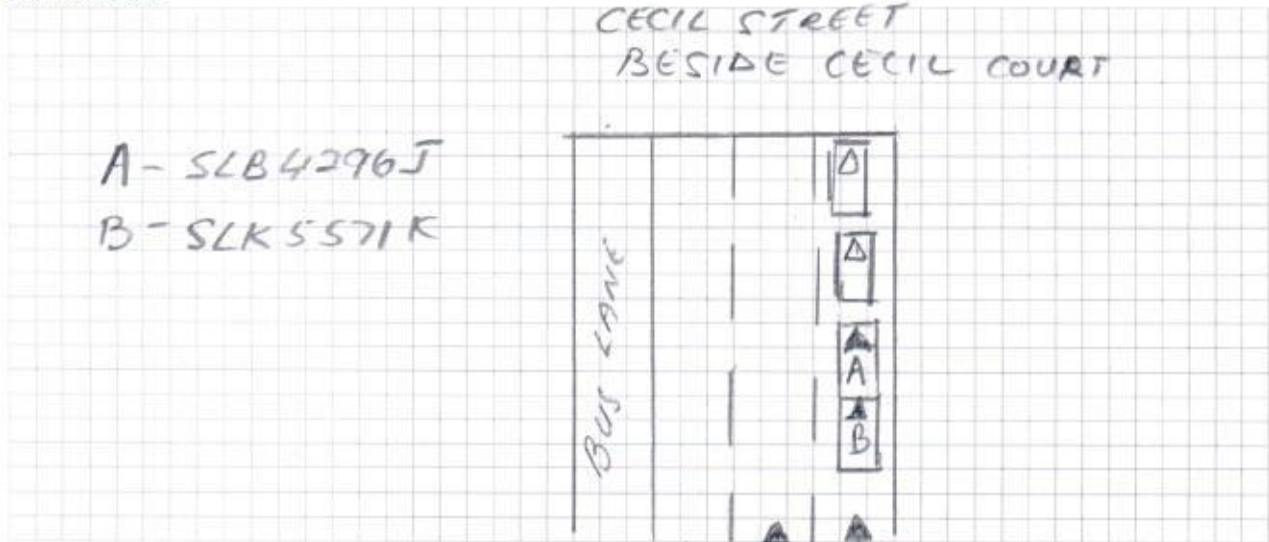 CECIL STREET
BESIDE CECIL COURT
A - SLB4296J
B - SLK5571K
BUS LANE
A
B